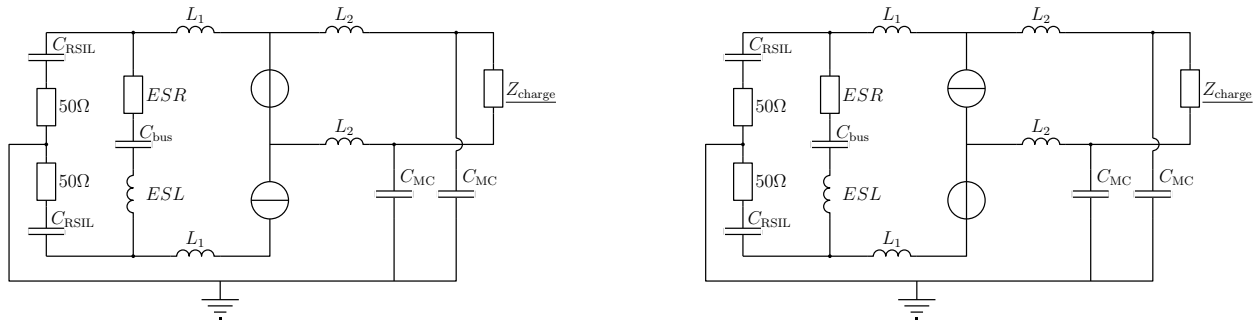 L₁
L₂
C_RSIL
Z_charge
50Ω
ESR
C_bus
L₂
50Ω
ESL
C_MC
C_MC
C_RSIL
L₁
L₁
L₂
C_RSIL
Z_charge
50Ω
ESR
C_bus
L₂
50Ω
ESL
C_MC
C_MC
C_RSIL
L₁